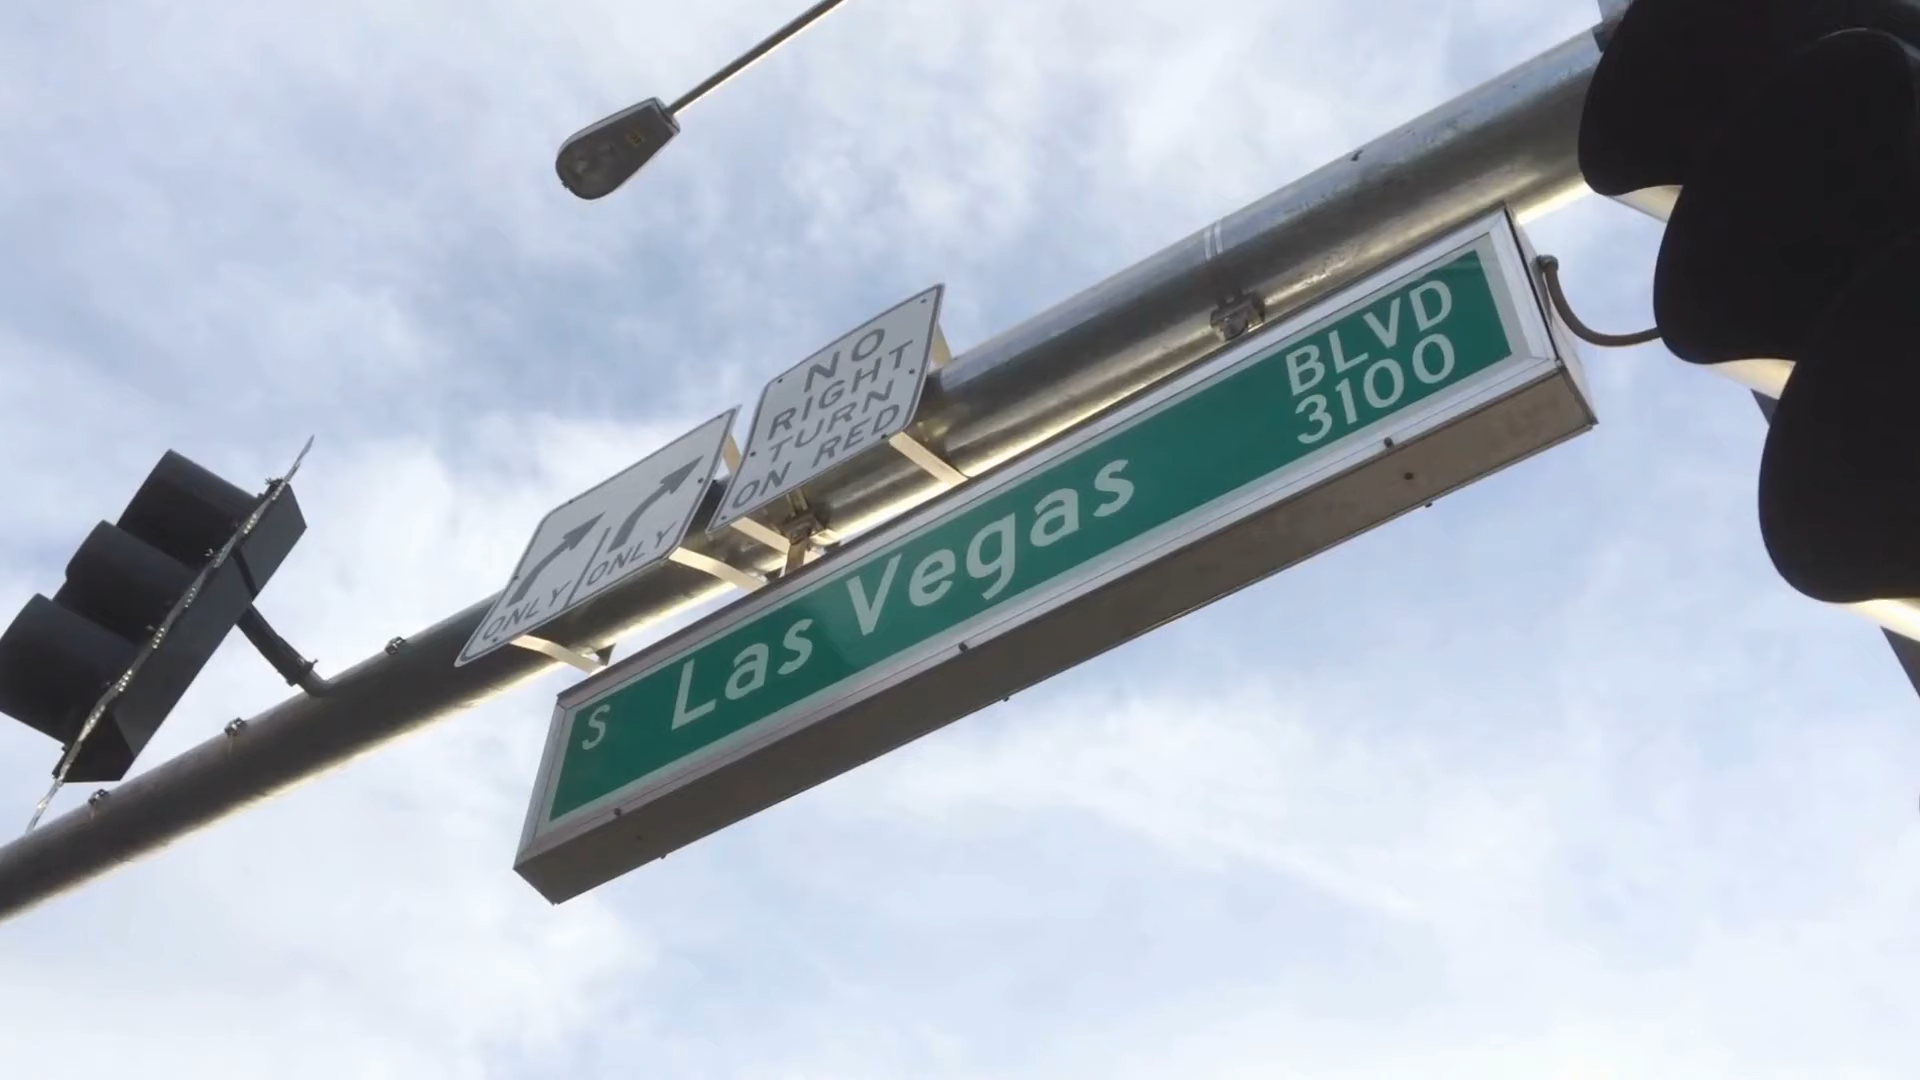 NO
RIGHT
TURN
ON RED
ONLY ONLY
S Las Vegas BLVD
3100